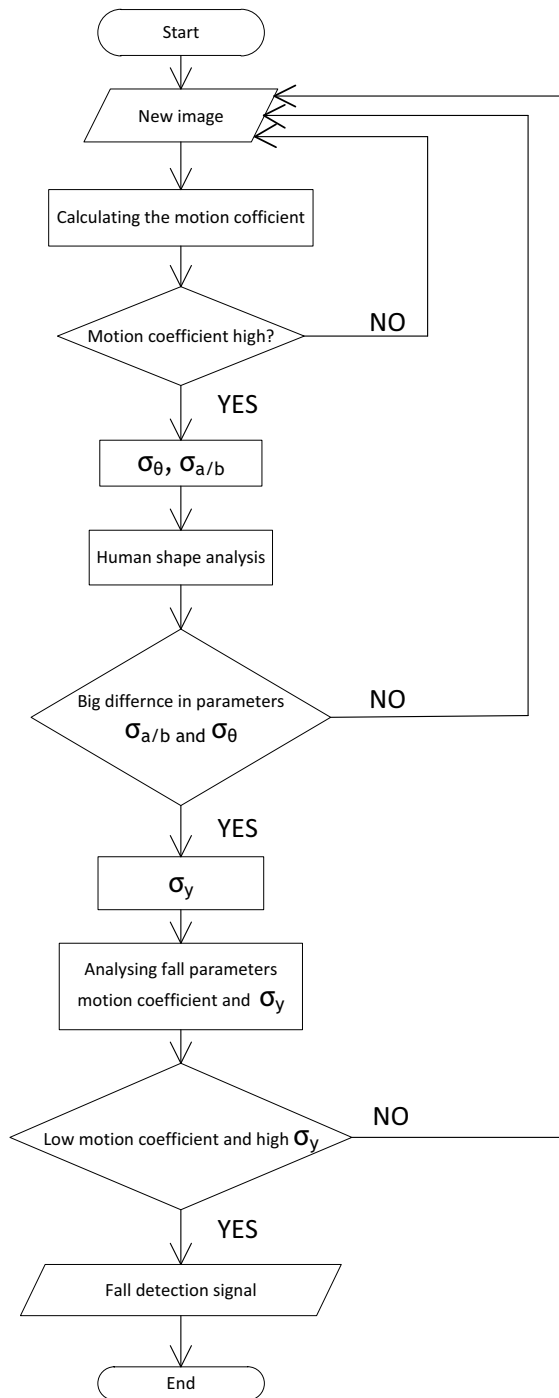 Start
New image
Calculating the motion cofficient
Motion coefficient high?
NO
YES
σθ, σa/b
Human shape analysis
Big differnce in parameters
σa/b and σθ
NO
YES
σy
Analysing fall parameters
motion coefficient and σy
Low motion coefficient and high σy
NO
YES
Fall detection signal
End